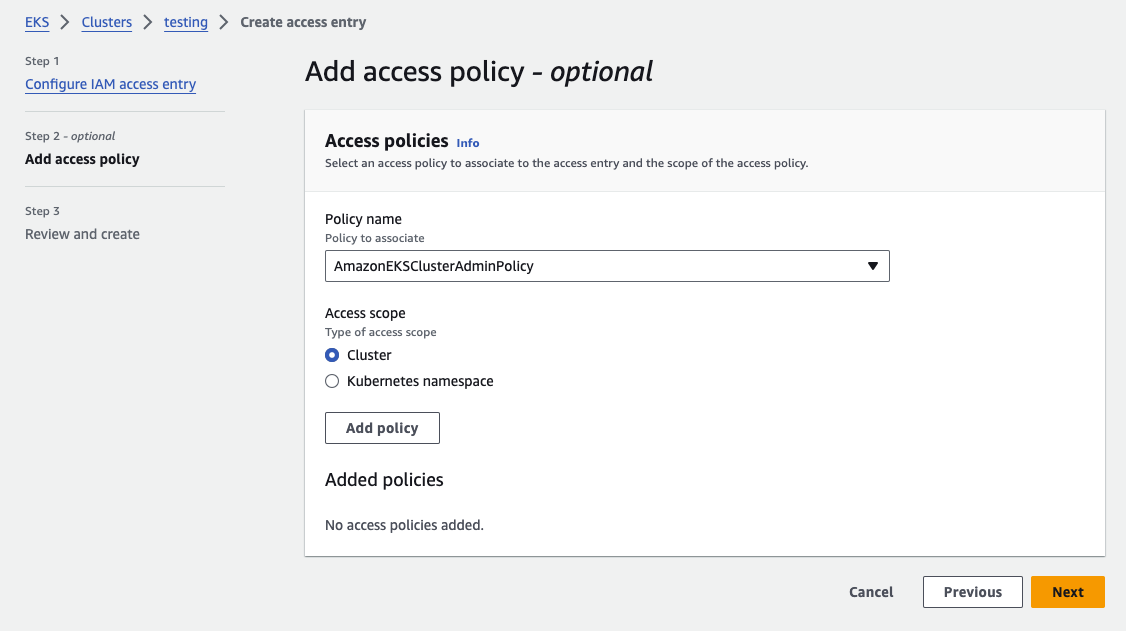 EKS > Clusters > testing > Create access entry
Step 1
Configure IAM access entry
Step 2 - optional
Add access policy
Step 3
Review and create
Add access policy - optional
Access policies Info
Select an access policy to associate to the access entry and the scope of the access policy.
Policy name
Policy to associate
AmazonEKSClusterAdminPolicy
Access scope
Type of access scope
Cluster
Kubernetes namespace
Add policy
Added policies
No access policies added.
Cancel Previous Next